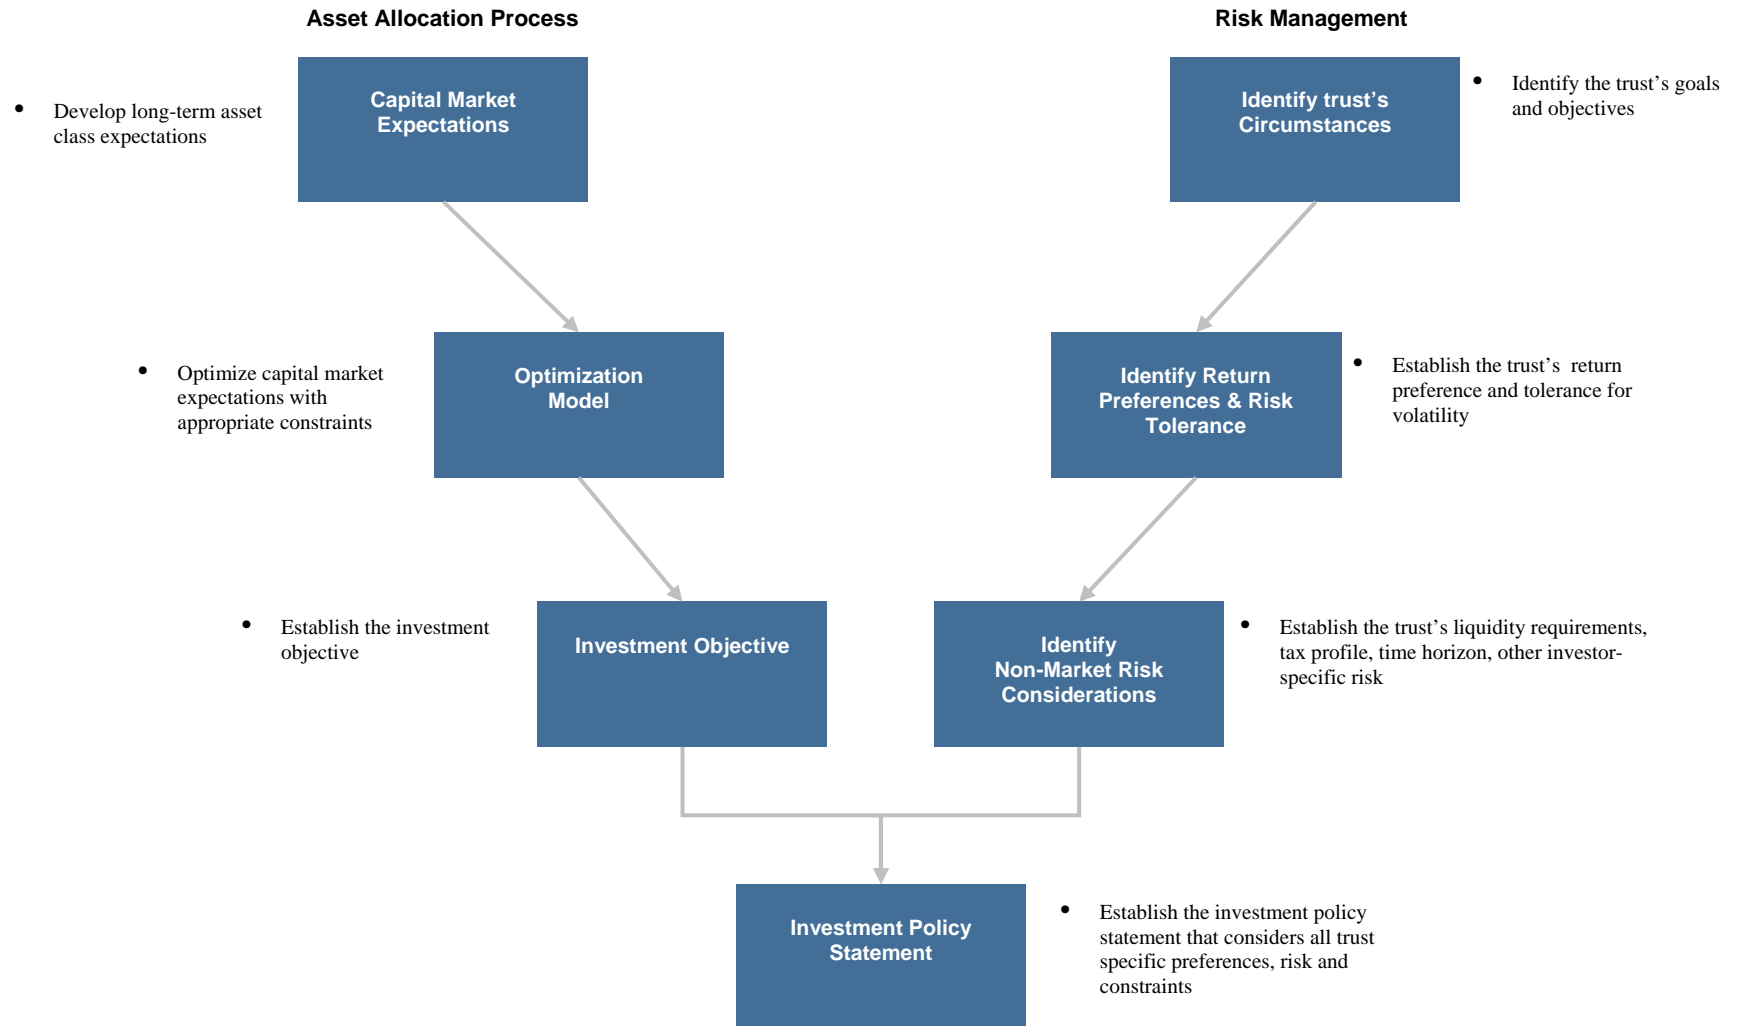 Asset Allocation Process
Risk Management
Capital Market
Expectations
• Develop long-term asset
class expectations
Identify trust’s
Circumstances
• Identify the trust’s goals
and objectives
• Optimize capital market
expectations with
appropriate constraints
Optimization
Model
Identify Return
Preferences & Risk
Tolerance
• Establish the trust’s  return
preference and tolerance for
volatility
• Establish the investment
objective
Investment Objective
Identify
Non-Market Risk
Considerations
• Establish the trust’s liquidity requirements,
tax profile, time horizon, other investor-
specific risk
Investment Policy
Statement
• Establish the investment policy
statement that considers all trust
specific preferences, risk and
constraints